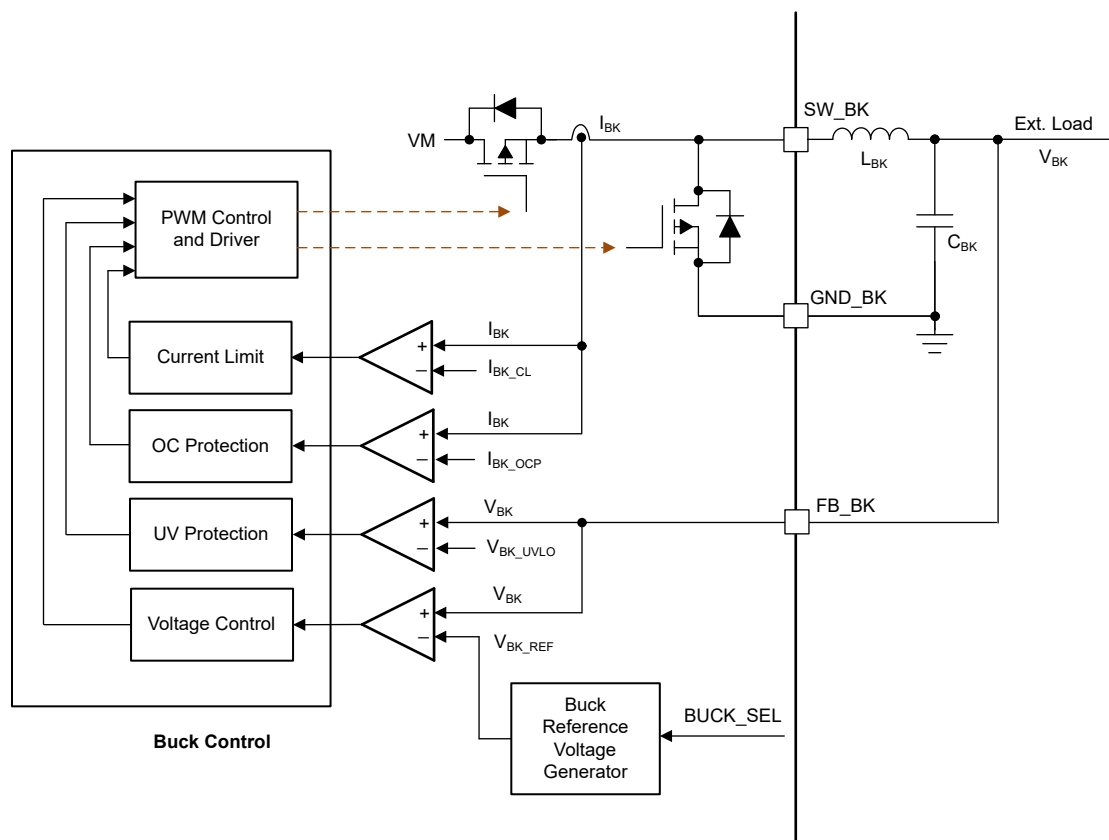 SW_BK
VM
I_BK
Ext. Load
L_BK
V_BK
PWM Control
and Driver
C_BK
GND_BK
Current Limit
+
I_BK
−
I_BK_CL
OC Protection
+
I_BK
−
I_BK_OCP
UV Protection
+
V_BK
FB_BK
−
V_BK_UVLO
Voltage Control
+
V_BK
−
V_BK_REF
Buck
Reference
Voltage
Generator
BUCK_SEL
Buck Control